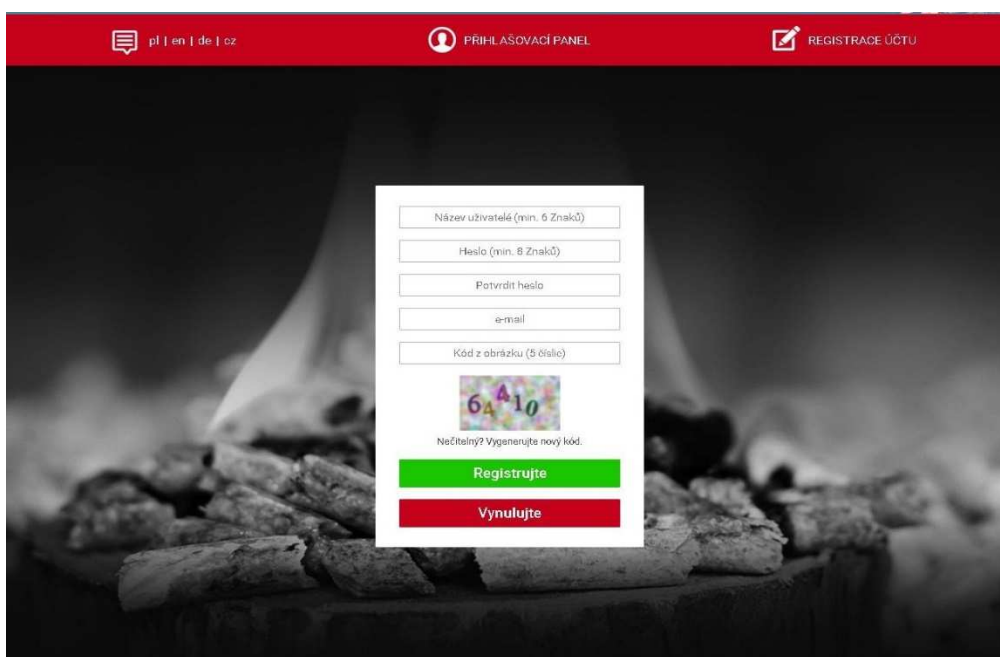 pl | en | de | cz
PŘIHLAŠOVACÍ PANEL
REGISTRACE ÚČTU
Název uživatelé (min. 6 Znaků)
Heslo (min. 8 Znaků)
Potvrdit heslo
e-mail
Kód z obrázku (5 číslic)
64410
Nečitelný? Vygenerujte nový kód.
Registrujte
Vynulujte